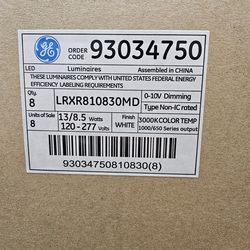 GE
ORDER CODE 93034750
LED Luminaires Assembled in CHINA
THESE LUMINAIRES COMPLY WITH UNITED STATES FEDERAL ENERGY
EFFICIENCY LABELING REQUIREMENTS
Qty. 8
LRXR810830MD
0-10V Dimming
Type Non-IC rated
Units of Sale 8
13/8.5 Watts
120-277 Volts
Finish WHITE
3000K COLOR TEMP
1000/650 Series output
93034750810830(8)